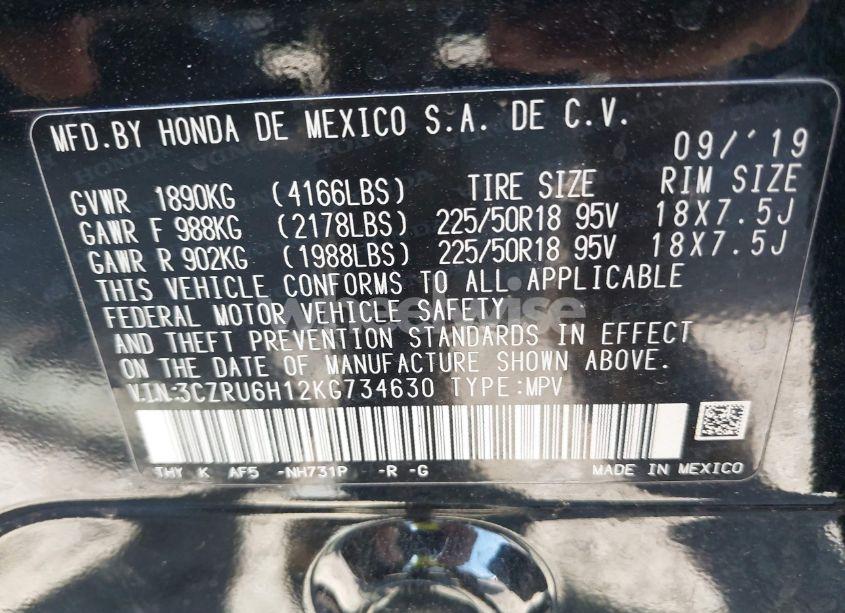 MFD.BY HONDA DE MEXICO S.A. DE C.V.
09/'19
GVWR 1890KG (4166LBS) TIRE SIZE RIM SIZE
GAWR F 988KG (2178LBS) 225/50R18 95V 18X7.5J
GAWR R 902KG (1988LBS) 225/50R18 95V 18X7.5J
THIS VEHICLE CONFORMS TO ALL APPLICABLE
FEDERAL MOTOR VEHICLE SAFETY
AND THEFT PREVENTION STANDARDS IN EFFECT
ON THE DATE OF MANUFACTURE SHOWN ABOVE.
V.I.N:3CZRU6H12KG734630 TYPE:MPV
THY K AF5 -NH731P -R -G MADE IN MEXICO
wheelwise